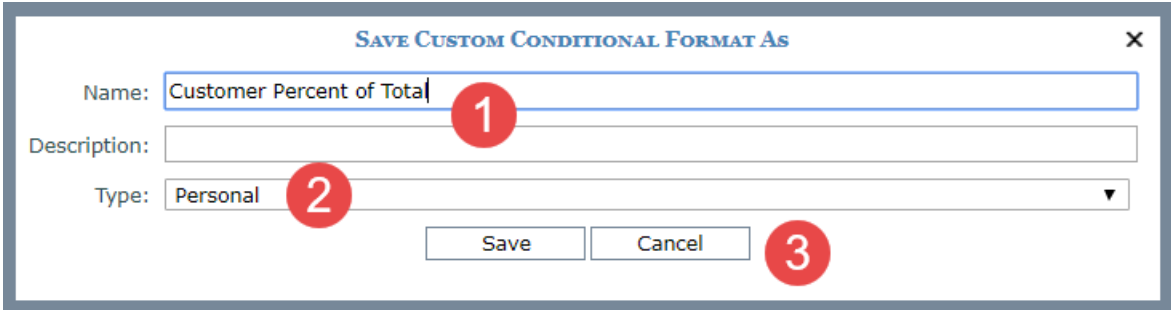 Save Custom Conditional Format As ×
Name: Customer Percent of Total
1
Description:
Type: Personal ▼
2
Save Cancel
3